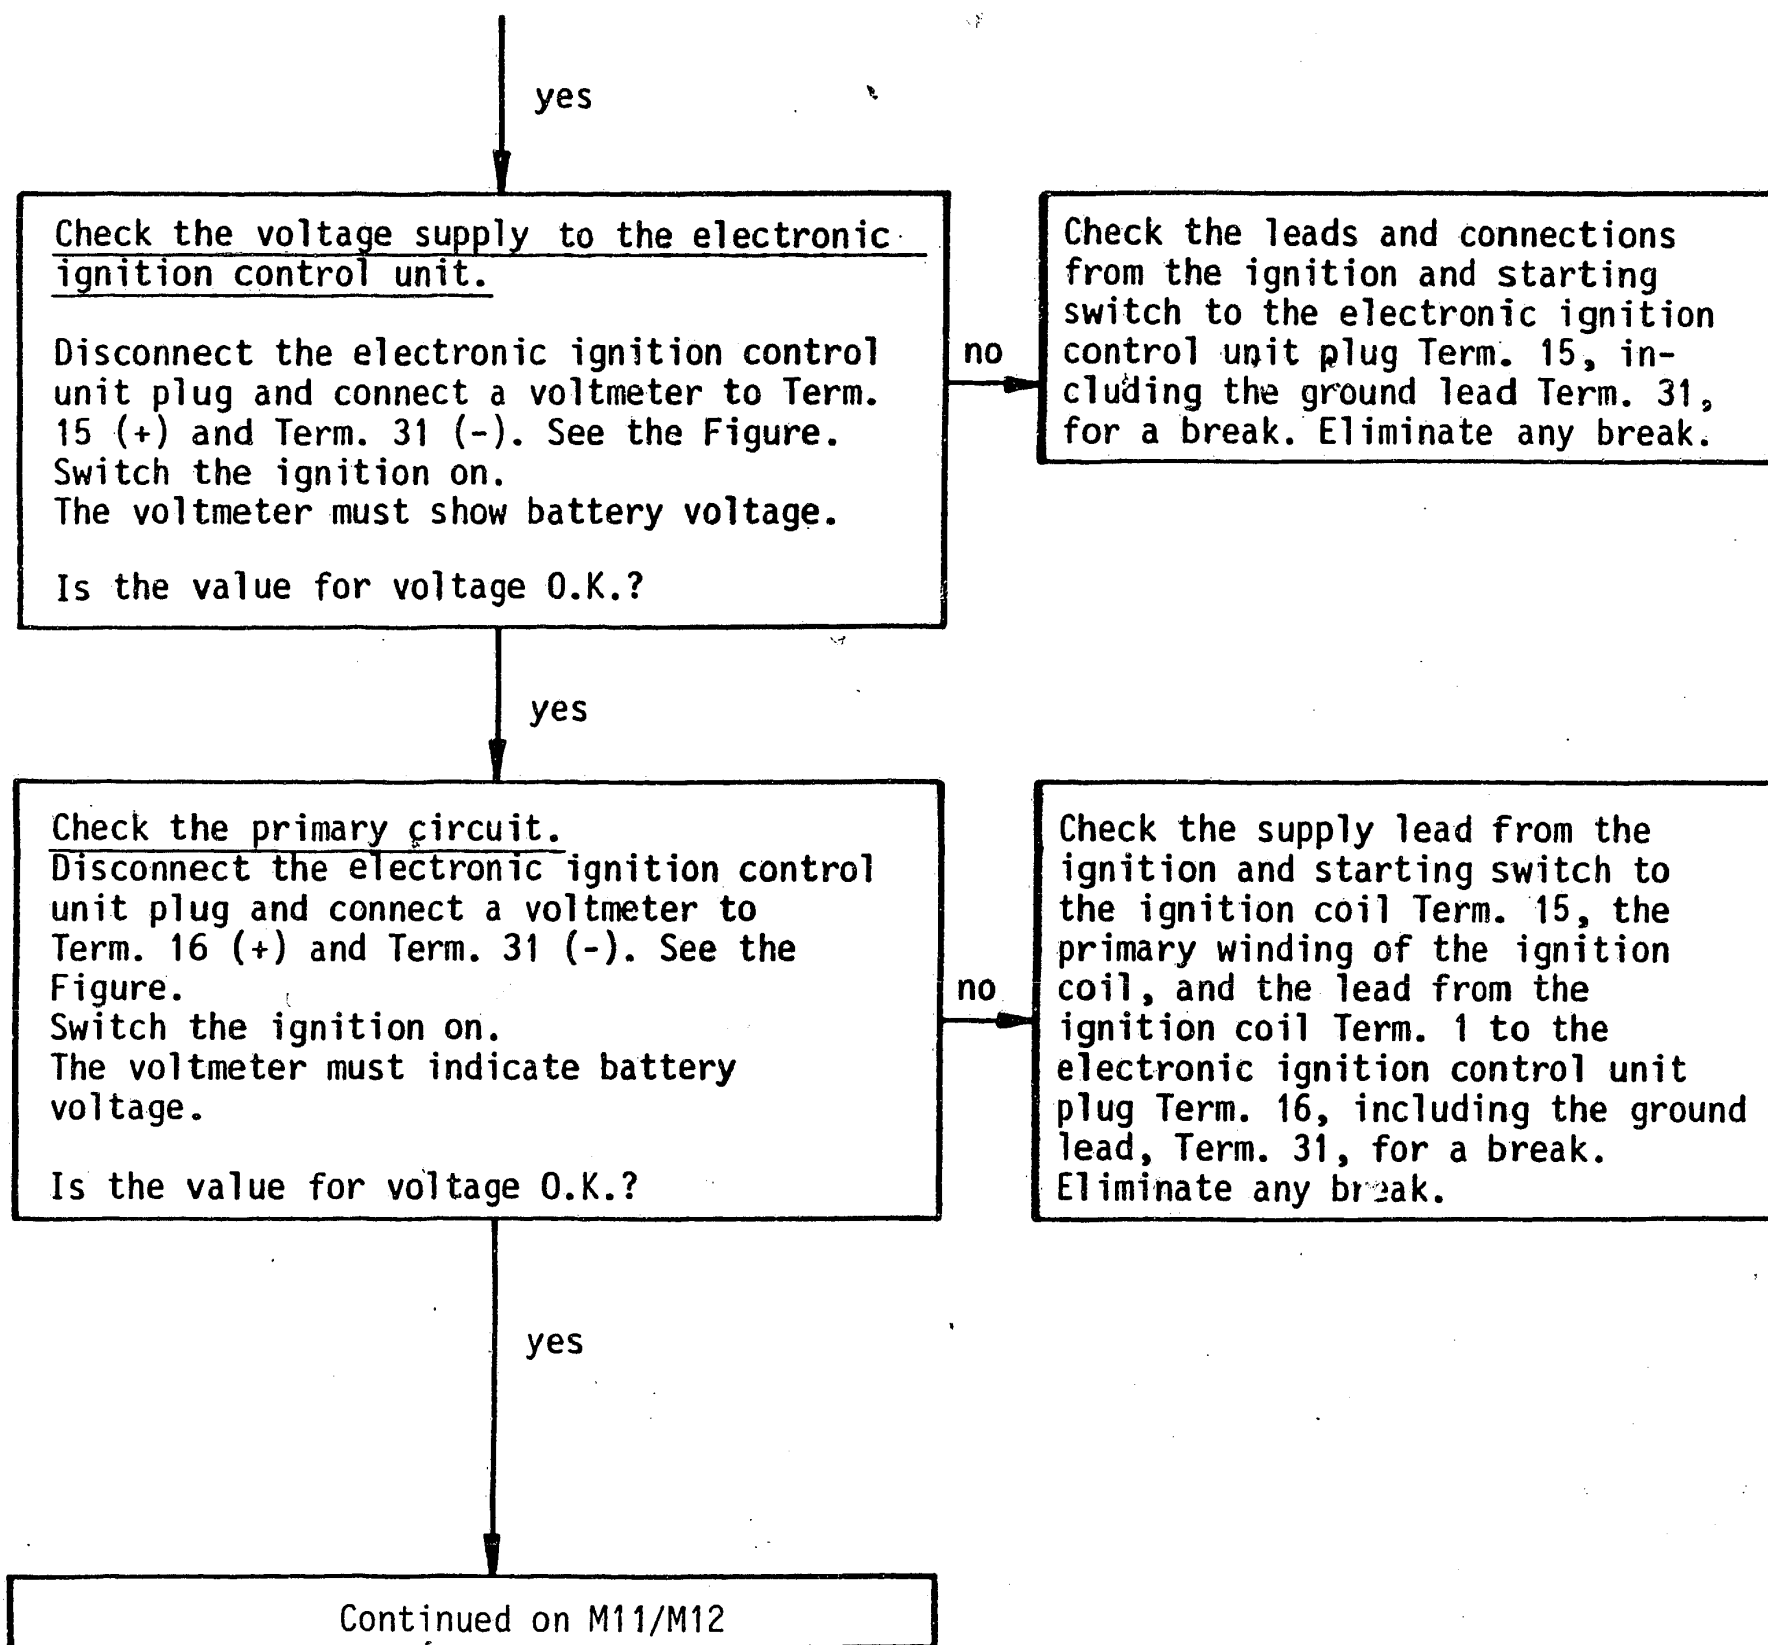 yes
Check the voltage supply to the electronic
ignition control unit.
Disconnect the electronic ignition control
unit plug and connect a voltmeter to Term.
15 (+) and Term. 31 (-). See the Figure.
Switch the ignition on.
The voltmeter must show battery voltage.
Is the value for voltage O.K.?
no
Check the leads and connections
from the ignition and starting
switch to the electronic ignition
control unit plug Term. 15, in-
cluding the ground lead Term. 31,
for a break. Eliminate any break.
yes
Check the primary circuit.
Disconnect the electronic ignition control
unit plug and connect a voltmeter to
Term. 16 (+) and Term. 31 (-). See the
Figure.
Switch the ignition on.
The voltmeter must indicate battery
voltage.
Is the value for voltage O.K.?
no
Check the supply lead from the
ignition and starting switch to
the ignition coil Term. 15, the
primary winding of the ignition
coil, and the lead from the
ignition coil Term. 1 to the
electronic ignition control unit
plug Term. 16, including the ground
lead, Term. 31, for a break.
Eliminate any break.
yes
Continued on M11/M12